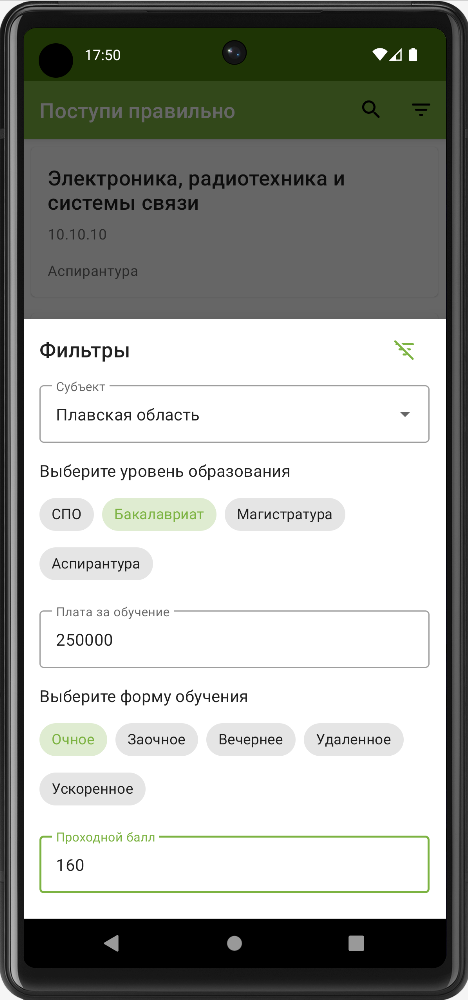 17:50
Поступи правильно
Электроника, радиотехника и
системы связи
10.10.10
Аспирантура
Фильтры
Субъект
Плавская область
Выберите уровень образования
СПО Бакалавриат Магистратура
Аспирантура
Плата за обучение
250000
Выберите форму обучения
Очное Заочное Вечернее Удаленное
Ускоренное
Проходной балл
160